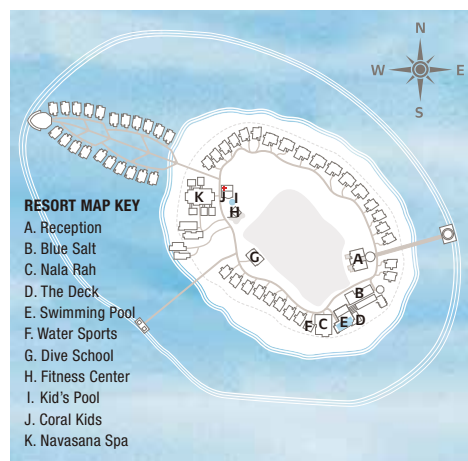 N
W E
S
J I
K
H
RESORT MAP KEY
A. Reception
B. Blue Salt
C. Nala Rah
D. The Deck
E. Swimming Pool
F. Water Sports
G. Dive School
H. Fitness Center
I. Kid's Pool
J. Coral Kids
K. Navasana Spa
G
A
B
F C E D